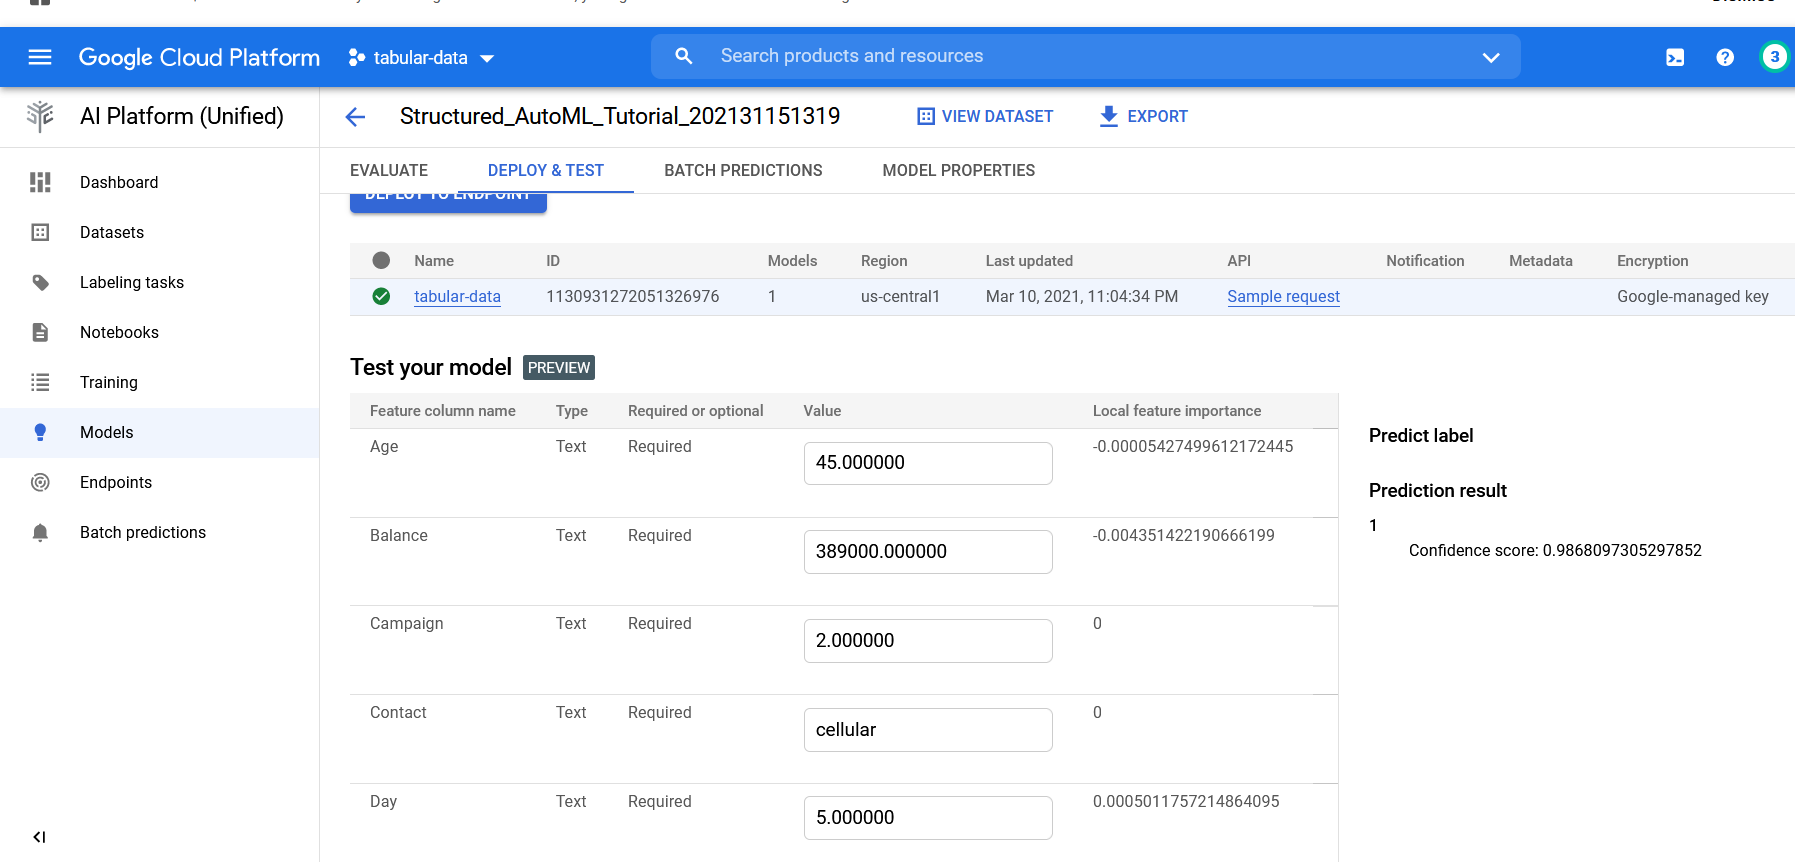 Google Cloud Platform
tabular-data
Search products and resources
3
AI Platform (Unified)
Structured_AutoML_Tutorial_202131151319
VIEW DATASET
EXPORT
EVALUATE
DEPLOY & TEST
BATCH PREDICTIONS
MODEL PROPERTIES
Dashboard
Datasets
Labeling tasks
Notebooks
Training
Models
Endpoints
Batch predictions
DEPLOY TO ENDPOINT
Name ID Models Region Last updated API Notification Metadata Encryption
tabular-data 1130931272051326976 1 us-central1 Mar 10, 2021, 11:04:34 PM Sample request Google-managed key
Test your model PREVIEW
Feature column name Type Required or optional Value Local feature importance
Age Text Required 45.000000 -0.00005427499612172445
Balance Text Required 389000.000000 -0.004351422190666199
Campaign Text Required 2.000000 0
Contact Text Required cellular 0
Day Text Required 5.000000 0.0005011757214864095
Predict label
Prediction result
1
Confidence score: 0.9868097305297852